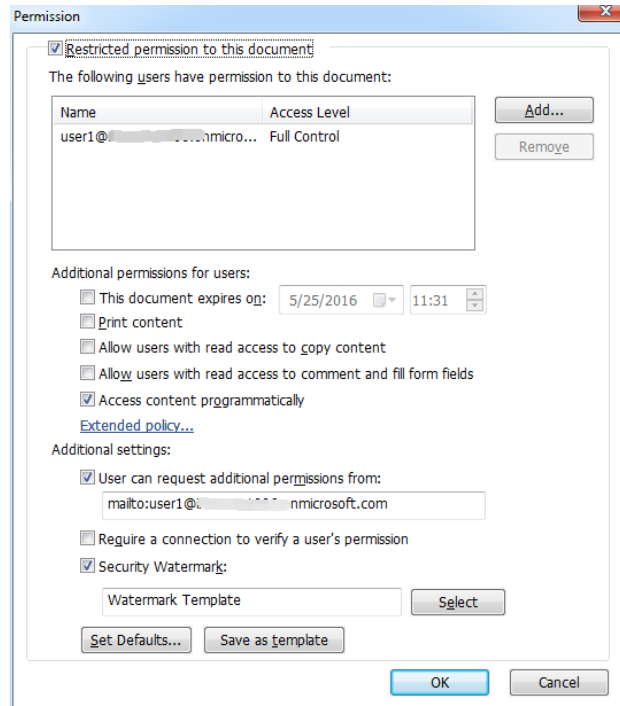 Permission
Restricted permission to this document
The following users have permission to this document:
Name Access Level Add...
user1@ nmicro... Full Control Remove
Additional permissions for users:
This document expires on: 5/25/2016 11:31
Print content
Allow users with read access to copy content
Allow users with read access to comment and fill form fields
Access content programmatically
Extended policy...
Additional settings:
User can request additional permissions from:
mailto:user1@ nmicrosoft.com
Require a connection to verify a user's permission
Security Watermark:
Watermark Template Select
Set Defaults... Save as template
OK Cancel